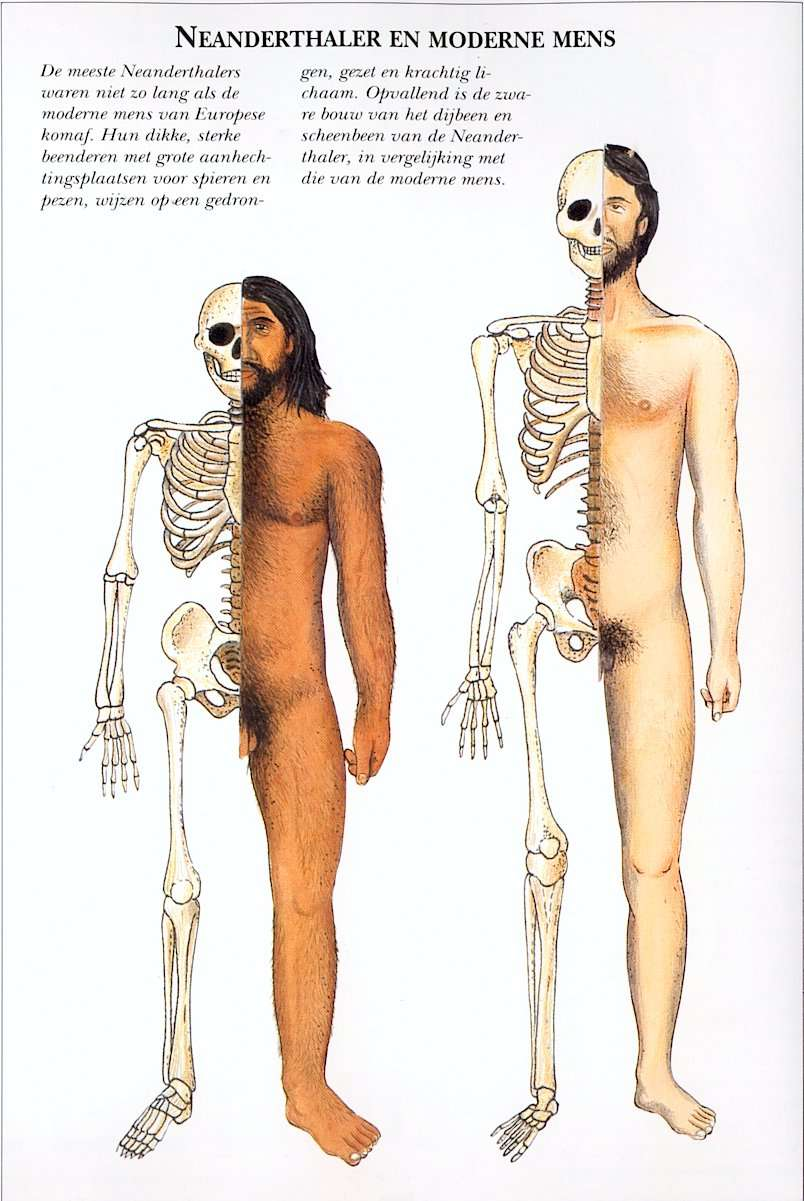 NEANDERTHALER EN MODERNE MENS
De meeste Neanderthalers
waren niet zo lang als de
moderne mens van Europese
komaf. Hun dikke, sterke
beenderen met grote aanhech-
tingsplaatsen voor spieren en
pezen, wijzen op een gedron-
gen, gezet en krachtig li-
chaam. Opvallend is de zwa-
re bouw van het dijbeen en
scheenbeen van de Neander-
thaler, in vergelijking met
die van de moderne mens.